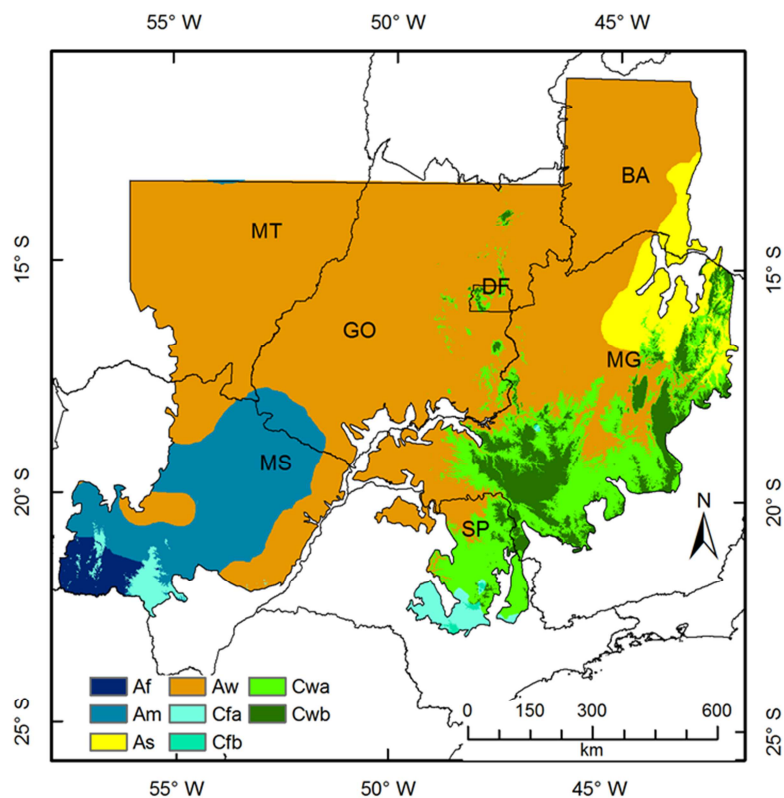 55° W 50° W 45° W
BA
MT
15° S 15° S
DF
GO
MG
MS
20° S 20° S
N
SP
Af Aw Cwa
Am Cfa Cwb
As Cfb
0 150 300 600
km
25° S 25° S
55° W 50° W 45° W